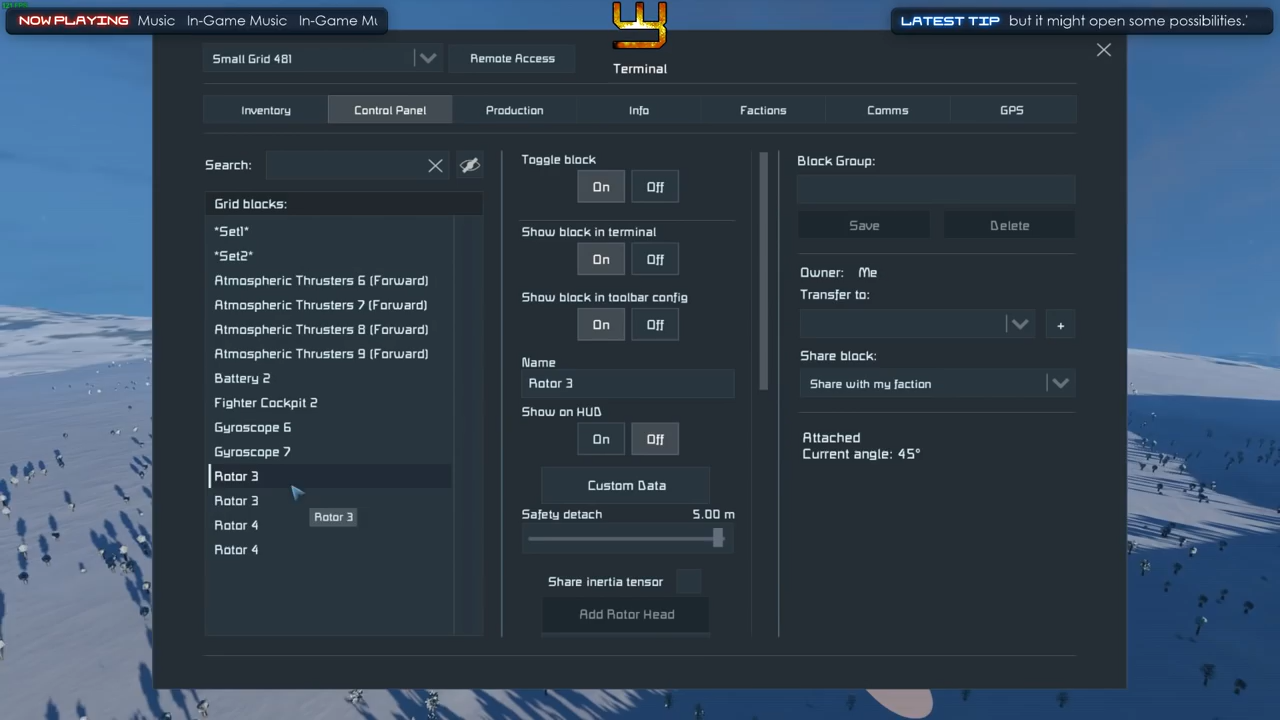 NOW PLAYING Music In-Game Music In-Game Mu
LATEST TIP but it might open some possibilities.'
Small Grid 481
Remote Access
Terminal
Inventory
Control Panel
Production
Info
Factions
Comms
GPS
Search:
Grid blocks:
*Set1*
*Set2*
Atmospheric Thrusters 6 (Forward)
Atmospheric Thrusters 7 (Forward)
Atmospheric Thrusters 8 (Forward)
Atmospheric Thrusters 9 (Forward)
Battery 2
Fighter Cockpit 2
Gyroscope 6
Gyroscope 7
Rotor 3
Rotor 3
Rotor 3
Rotor 4
Rotor 4
Toggle block
On Off
Show block in terminal
On Off
Show block in toolbar config
On Off
Name
Rotor 3
Show on HUD
On Off
Custom Data
Safety detach 5.00 m
Share inertia tensor
Add Rotor Head
Block Group:
Save Delete
Owner: Me
Transfer to:
+
Share block:
Share with my faction
Attached
Current angle: 45°